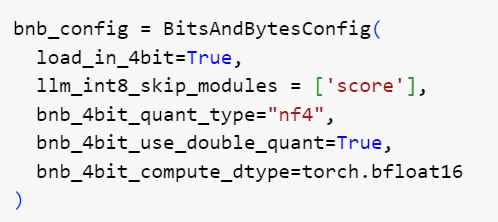 bnb_config = BitsAndBytesConfig(
  load_in_4bit=True,
  llm_int8_skip_modules = ['score'],
  bnb_4bit_quant_type="nf4",
  bnb_4bit_use_double_quant=True,
  bnb_4bit_compute_dtype=torch.bfloat16
)